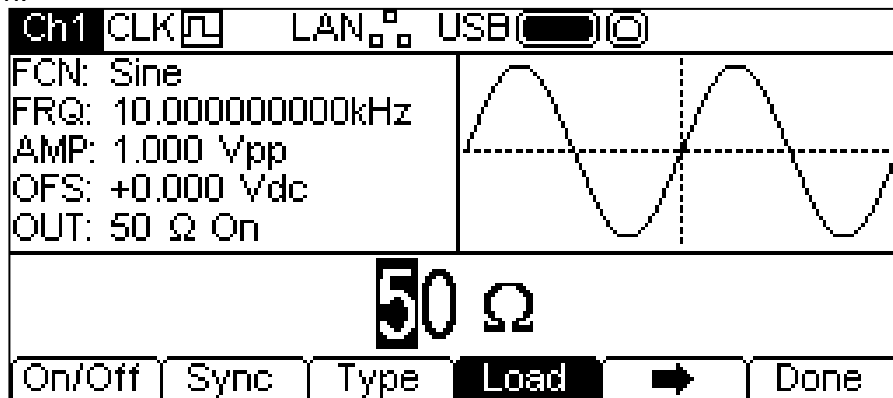 Ch1 CLK LAN USB
FCN: Sine
FRQ: 10.000000000kHz
AMP: 1.000 Vpp
OFS: +0.000 Vdc
OUT: 50 Ω On
50 Ω
On/Off Sync Type Load ➡ Done